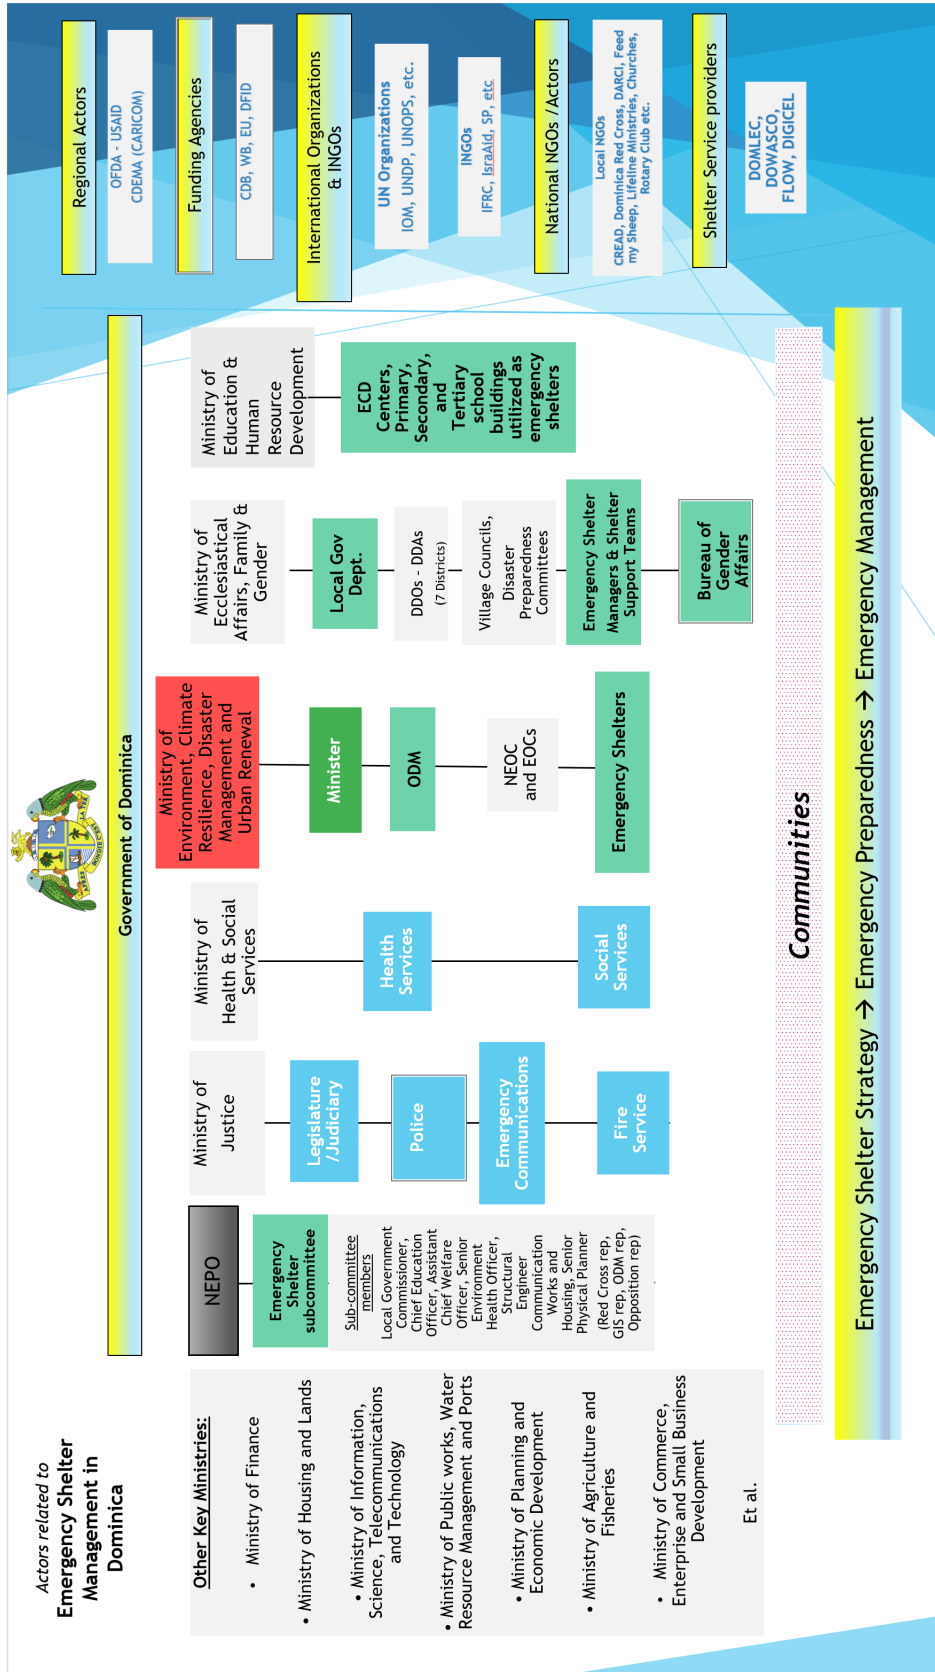 Actors related to
Emergency Shelter
Management in
Dominica
Government of Dominica
Other Key Ministries:
• Ministry of Finance
• Ministry of Housing and Lands
• Ministry of Information,
Science, Telecommunications
and Technology
• Ministry of Public works, Water
Resource Management and Ports
• Ministry of Planning and
Economic Development
• Ministry of Agriculture and
Fisheries
• Ministry of Commerce,
Enterprise and Small Business
Development
Et al.
NEPO
Emergency
Shelter
subcommittee
Sub-committee
members
Local Government
Commissioner,
Chief Education
Officer, Assistant
Chief Welfare
Officer, Senior
Environment
Health Officer,
Structural
Engineer
Communication
Works and
Housing, Senior
Physical Planner
(Red Cross rep,
GIS rep, ODM rep,
Opposition rep)
Ministry of
Justice
Legislature
/Judiciary
Police
Emergency
Communications
Fire
Service
Ministry of
Health & Social
Services
Health
Services
Social
Services
Ministry of
Environment, Climate
Resilience, Disaster
Management and
Urban Renewal
Minister
ODM
NEOC
and EOCs
Emergency Shelters
Ministry of
Ecclesiastical
Affairs, Family &
Gender
Local Gov
Dept.
DDOs - DDAs
(7 Districts)
Village Councils,
Disaster
Preparedness
Committees
Emergency Shelter
Managers & Shelter
Support Teams
Bureau of
Gender
Affairs
Ministry of
Education &
Human
Resource
Development
ECD
Centers,
Primary,
Secondary,
and
Tertiary
school
buildings
utilized as
emergency
shelters
Regional Actors
OFDA - USAID
CDEMA (CARICOM)
Funding Agencies
CDB, WB, EU, DFID
International Organizations
& INGOs
UN Organizations
IOM, UNDP, UNOPS, etc.
INGOs
IFRC, IsraAid, SP, etc
National NGOs /Actors
Local NGOs
CREAD, Dominica Red Cross, DARCI, Feed
my Sheep, Lifeline Ministries, Churches,
Rotary Club etc.
Shelter Service providers
DOMLEC,
DOWASCO,
FLOW, DIGICEL
Communities
Emergency Shelter Strategy → Emergency Preparedness → Emergency Management